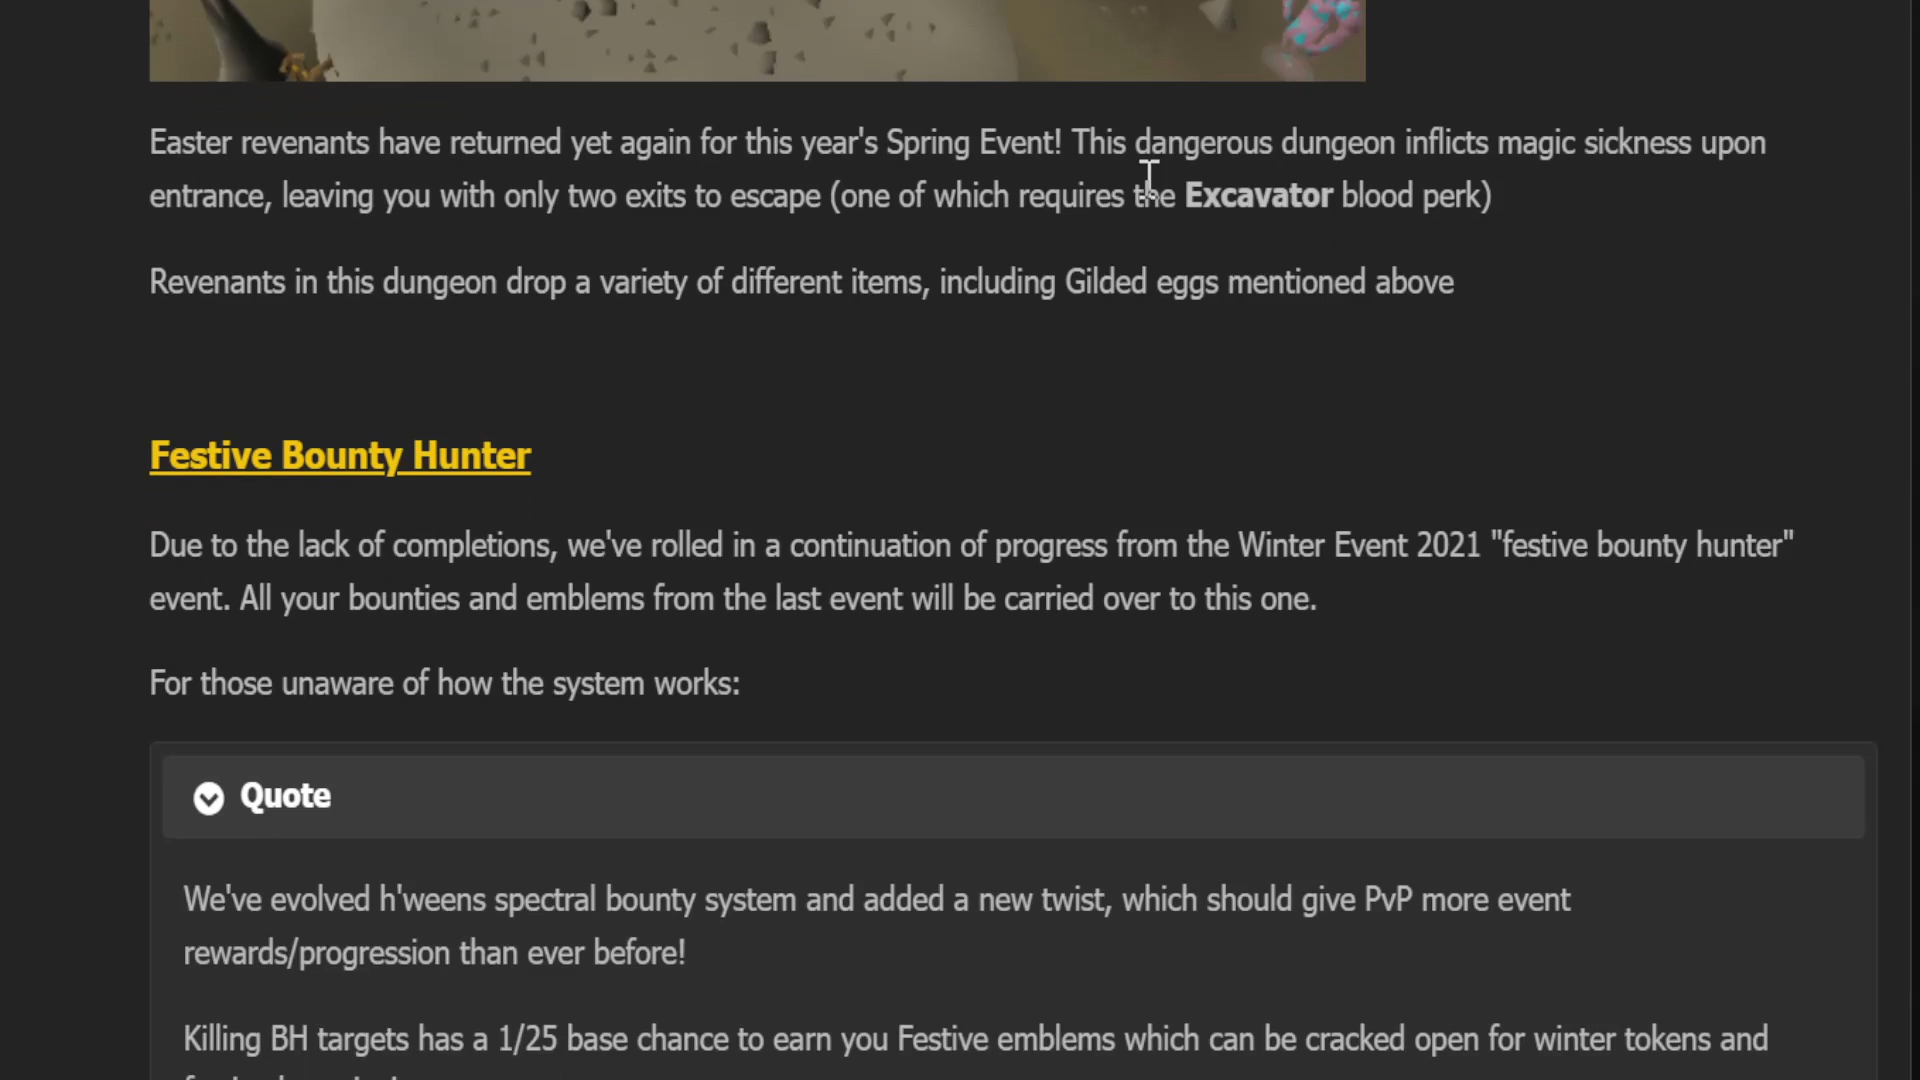 Easter revenants have returned yet again for this year's Spring Event! This dangerous dungeon inflicts magic sickness upon
entrance, leaving you with only two exits to escape (one of which requires the Excavator blood perk)
Revenants in this dungeon drop a variety of different items, including Gilded eggs mentioned above
Festive Bounty Hunter
Due to the lack of completions, we've rolled in a continuation of progress from the Winter Event 2021 "festive bounty hunter"
event. All your bounties and emblems from the last event will be carried over to this one.
For those unaware of how the system works:
Quote
We've evolved h'weens spectral bounty system and added a new twist, which should give PvP more event
rewards/progression than ever before!
Killing BH targets has a 1/25 base chance to earn you Festive emblems which can be cracked open for winter tokens and